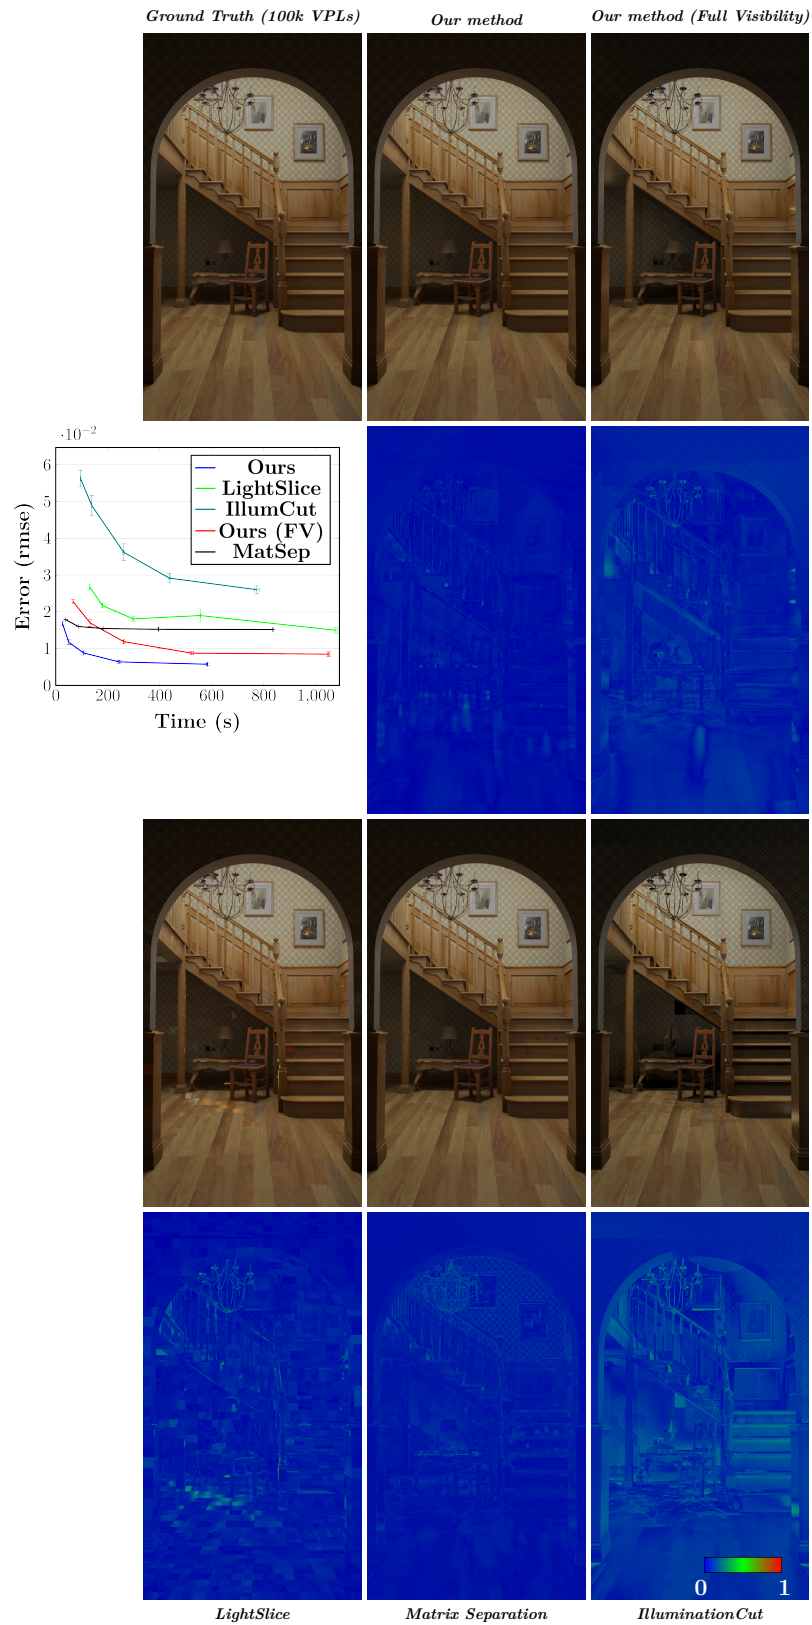 Ground Truth (100k VPLs)
Our method
Our method (Full Visibility)
·10⁻²
6
5
4
3
2
1
0
Error (rmse)
Ours
LightSlice
IllumCut
Ours (FV)
MatSep
0 200 400 600 800 1,000
Time (s)
0 1
LightSlice
Matrix Separation
IlluminationCut